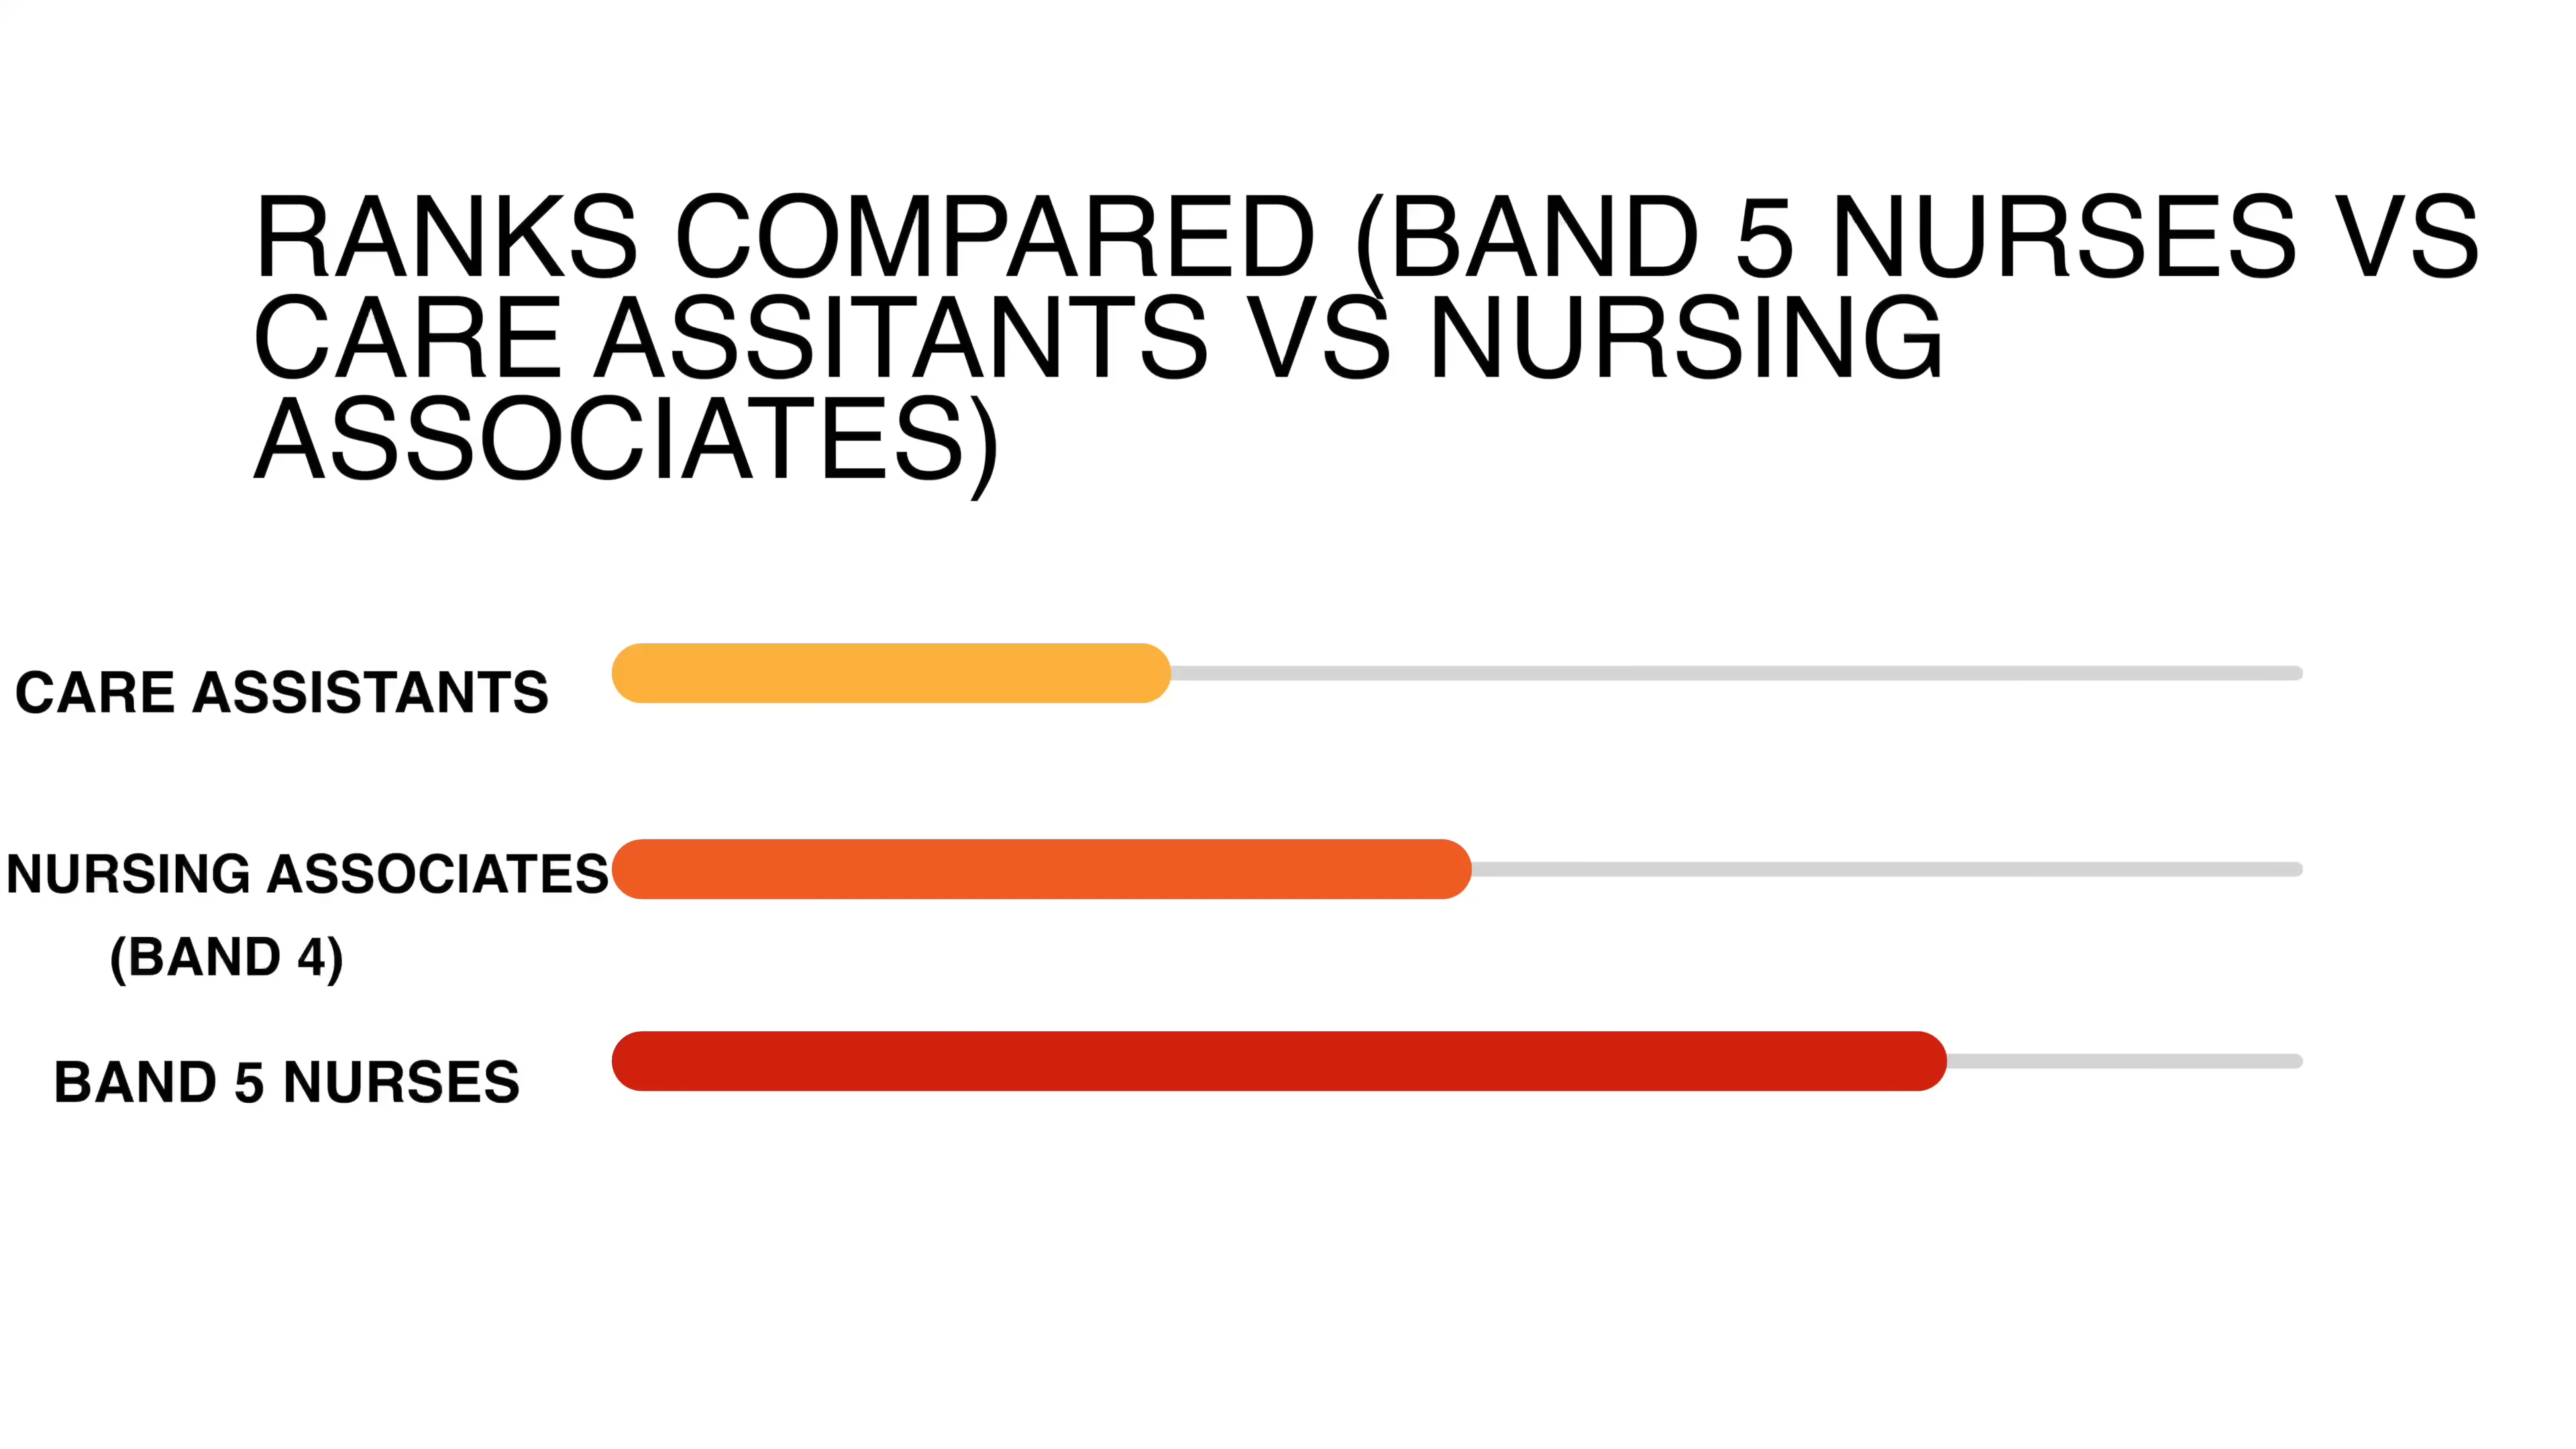 RANKS COMPARED (BAND 5 NURSES VS
CARE ASSITANTS VS NURSING
ASSOCIATES)
CARE ASSISTANTS
NURSING ASSOCIATES
(BAND 4)
BAND 5 NURSES